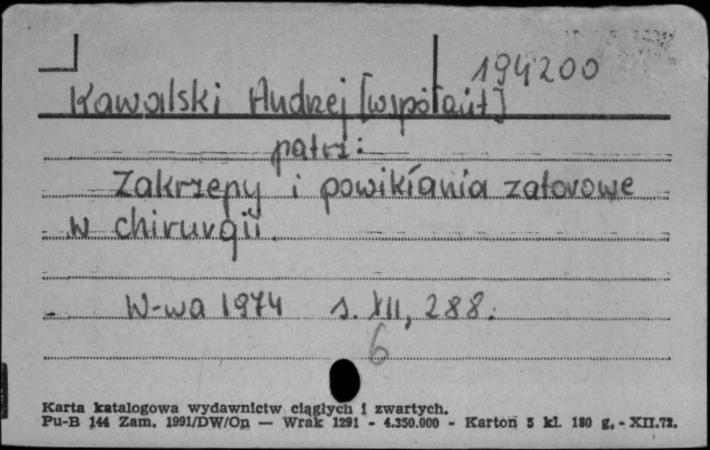 194200
Kawalski Andrzej [współaut]
patrz:
Zakrzepy i powikłania zatorowe
w chirurgii.
W-wa 1974 s. XII, 288.
6
Karta katalogowa wydawnictw ciągłych i zwartych.
Pu-B 144 Zam. 1991/DW/On — Wrak 1291 - 4.350.000 - Karton 5 kl. 180 g. - XII.72.